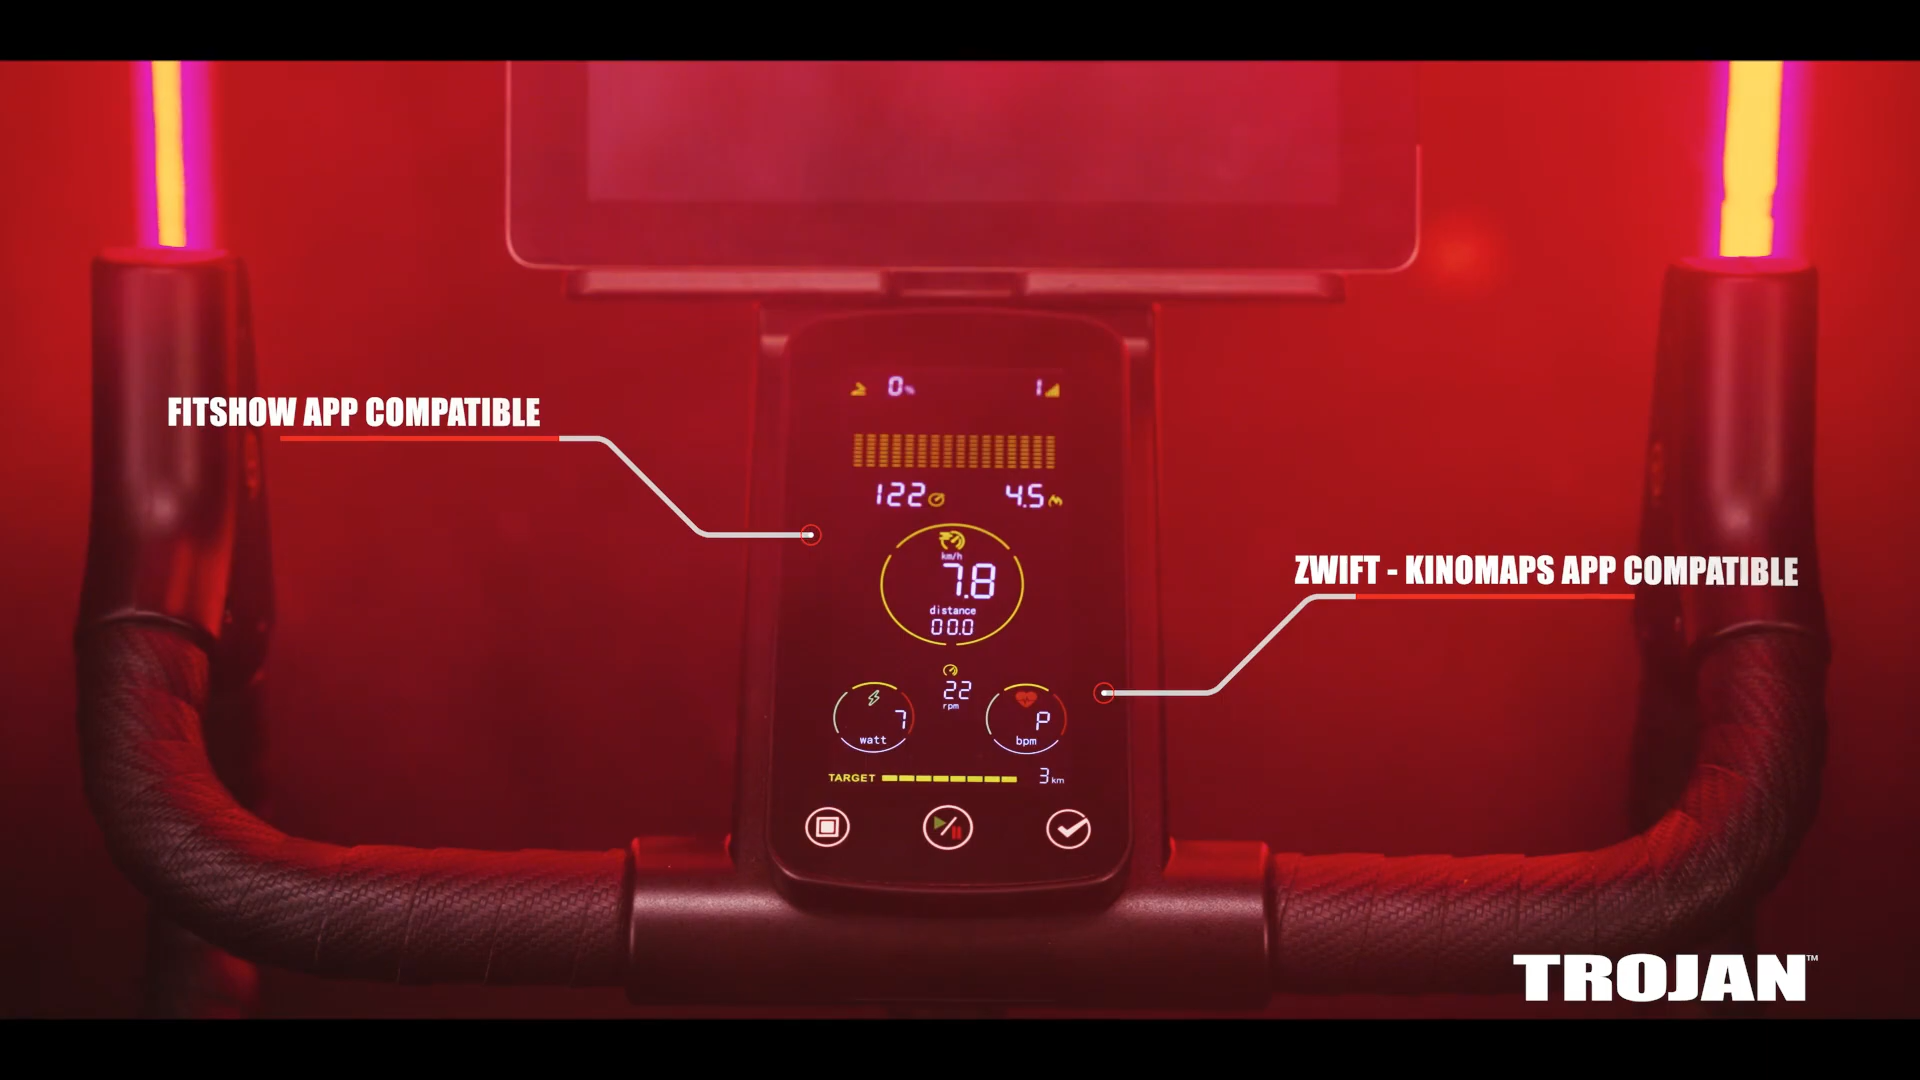 0%
1
122
4.5
FITSHOW APP COMPATIBLE
km/h
7.8
ZWIFT - KINOMAPS APP COMPATIBLE
distance
00.0
22
rpm
7
watt
P
bpm
TARGET
3 km
TROJAN™